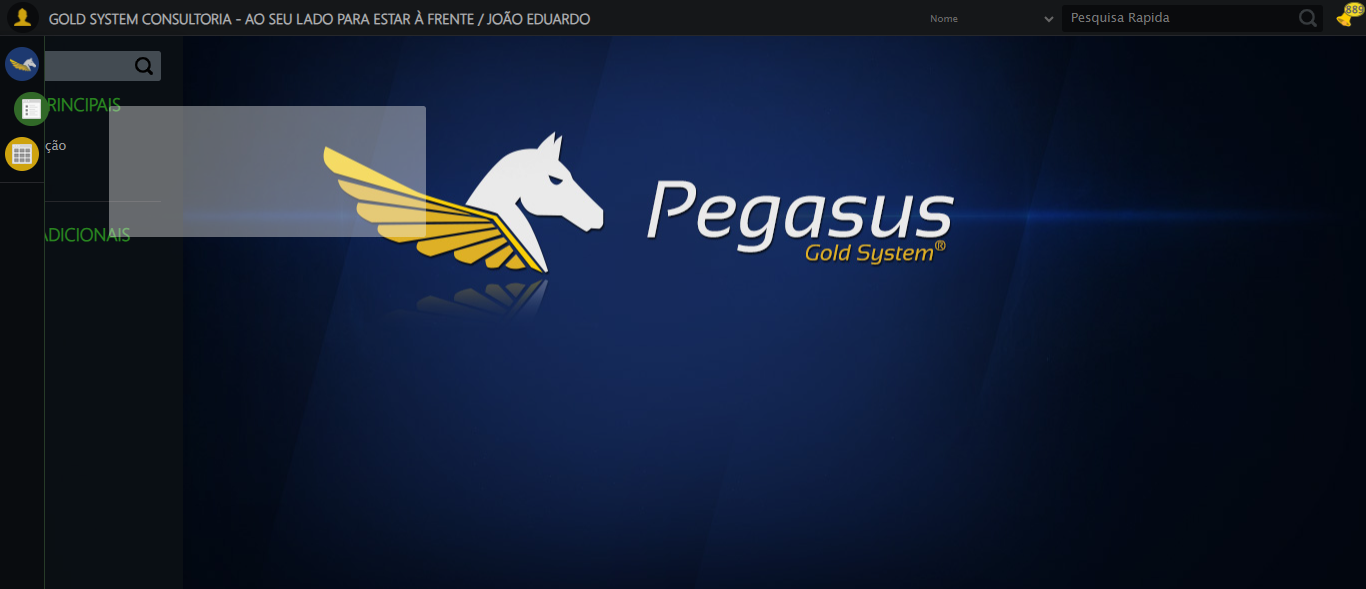 GOLD SYSTEM CONSULTORIA - AO SEU LADO PARA ESTAR À FRENTE / JOÃO EDUARDO
Nome
Pesquisa Rapida
889
RINCIPAIS
ção
DICIONAIS
Pegasus
Gold System®